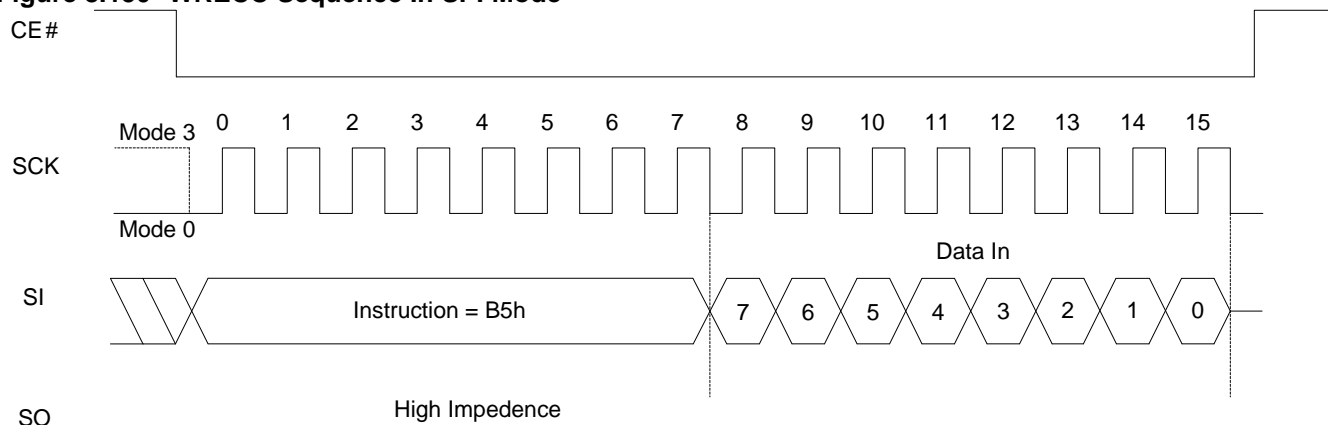 CE#
Mode 3 0 1 2 3 4 5 6 7 8 9 10 11 12 13 14 15
SCK
Mode 0
Data In
SI Instruction = B5h 7 6 5 4 3 2 1 0
High Impedence
SO